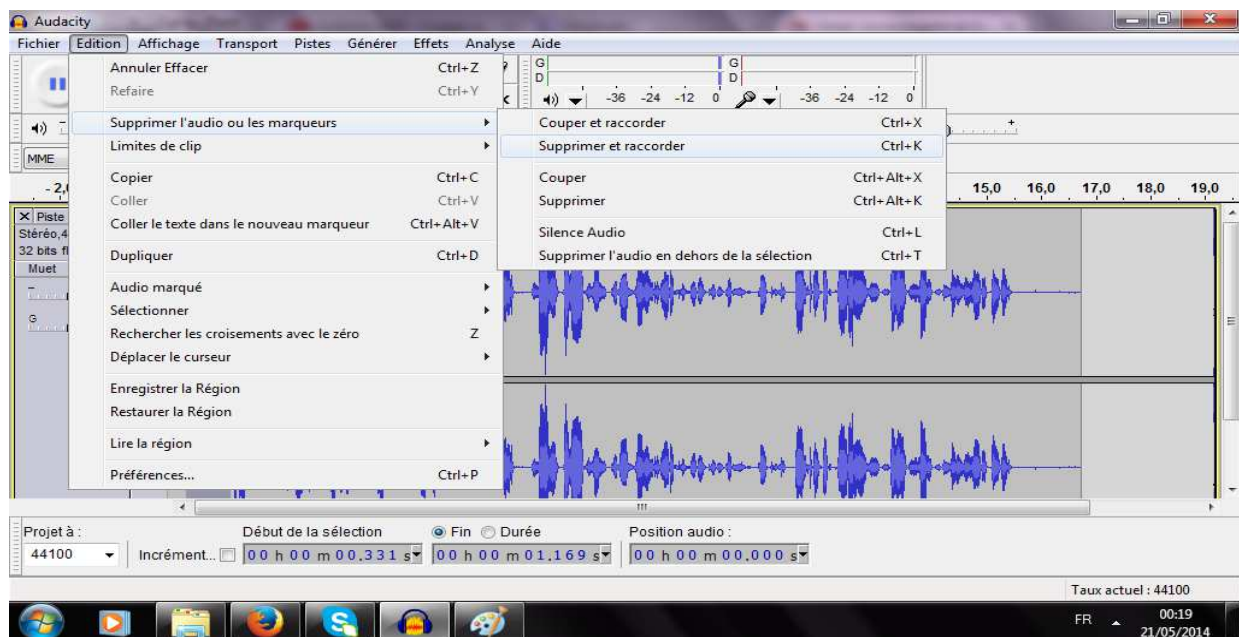 Audacity
Fichier Edition Affichage Transport Pistes Générer Effets Analyse Aide
Annuler Effacer Ctrl+Z
Refaire Ctrl+Y
Supprimer l'audio ou les marqueurs
Limites de clip
Copier Ctrl+C
Coller Ctrl+V
Coller le texte dans le nouveau marqueur Ctrl+Alt+V
Dupliquer Ctrl+D
Audio marqué
Sélectionner
Rechercher les croisements avec le zéro Z
Déplacer le curseur
Enregistrer la Région
Restaurer la Région
Lire la région
Préférences... Ctrl+P
Couper et raccorder Ctrl+X
Supprimer et raccorder Ctrl+K
Couper Ctrl+Alt+X
Supprimer Ctrl+Alt+K
Silence Audio Ctrl+L
Supprimer l'audio en dehors de la sélection Ctrl+T
G G
D D
-36 -24 -12 0 -36 -24 -12 0
MME
15,0 16,0 17,0 18,0 19,0
X Piste
Stéréo,4
32 bits fl
Muet
G
Projet à : Début de la sélection Fin Durée Position audio :
44100 Incrément... 00 h 00 m 00.331 s 00 h 00 m 01.169 s 00 h 00 m 00.000 s
Taux actuel : 44100
FR 00:19
21/05/2014